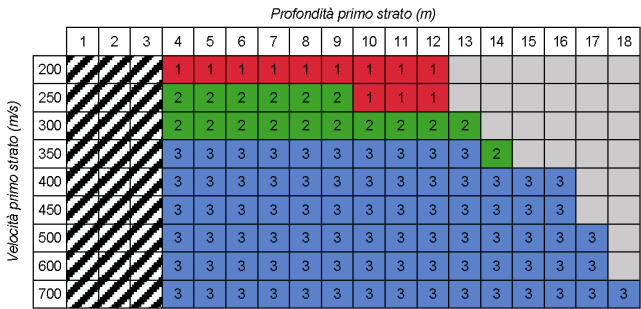 Profondità primo strato (m)
1 2 3 4 5 6 7 8 9 10 11 12 13 14 15 16 17 18
Velocità primo strato (m/s)
200 1 1 1 1 1 1 1 1 1
250 2 2 2 2 2 2 1 1 1
300 2 2 2 2 2 2 2 2 2 2
350 3 3 3 3 3 3 3 3 3 3 2
400 3 3 3 3 3 3 3 3 3 3 3 3 3
450 3 3 3 3 3 3 3 3 3 3 3 3 3
500 3 3 3 3 3 3 3 3 3 3 3 3 3 3
600 3 3 3 3 3 3 3 3 3 3 3 3 3 3
700 3 3 3 3 3 3 3 3 3 3 3 3 3 3 3